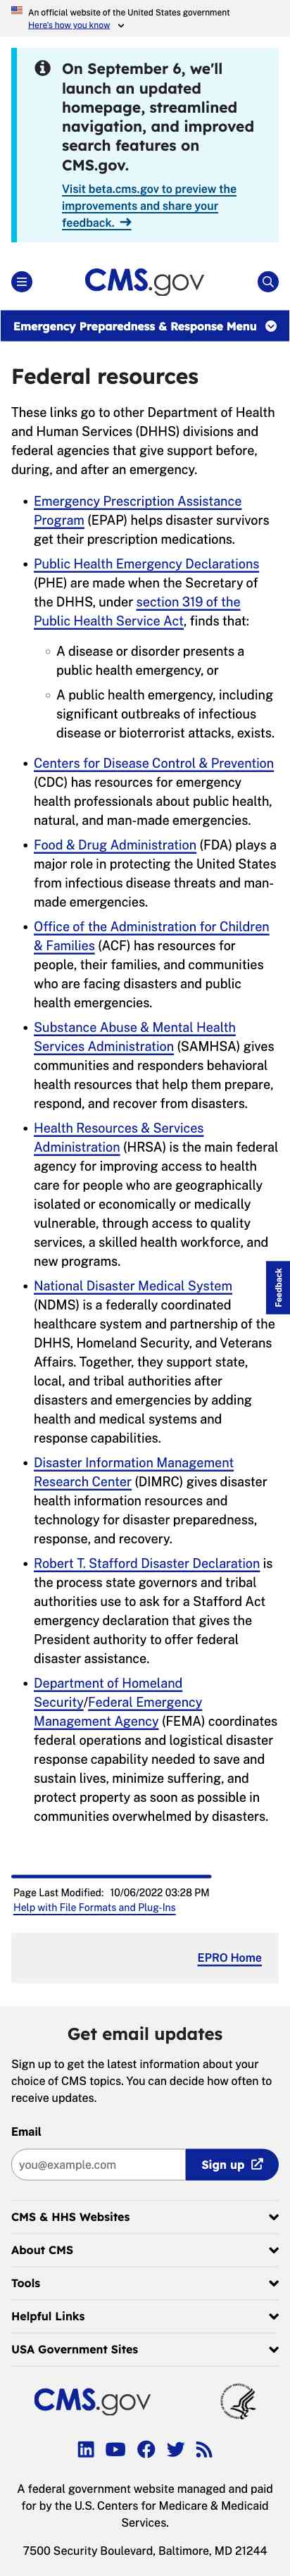 An official website of the United States government
Here's how you know
On September 6, we'll
launch an updated
homepage, streamlined
navigation, and improved
search features on
CMS.gov.
Visit beta.cms.gov to preview the
improvements and share your
feedback.
CMS.gov
Emergency Preparedness & Response Menu
Federal resources
These links go to other Department of Health
and Human Services (DHHS) divisions and
federal agencies that give support before,
during, and after an emergency.
Emergency Prescription Assistance
Program (EPAP) helps disaster survivors
get their prescription medications.
Public Health Emergency Declarations
(PHE) are made when the Secretary of
the DHHS, under section 319 of the
Public Health Service Act, finds that:
A disease or disorder presents a
public health emergency, or
A public health emergency, including
significant outbreaks of infectious
disease or bioterrorist attacks, exists.
Centers for Disease Control & Prevention
(CDC) has resources for emergency
health professionals about public health,
natural, and man-made emergencies.
Food & Drug Administration (FDA) plays a
major role in protecting the United States
from infectious disease threats and man-
made emergencies.
Office of the Administration for Children
& Families (ACF) has resources for
people, their families, and communities
who are facing disasters and public
health emergencies.
Substance Abuse & Mental Health
Services Administration (SAMHSA) gives
communities and responders behavioral
health resources that help them prepare,
respond, and recover from disasters.
Health Resources & Services
Administration (HRSA) is the main federal
agency for improving access to health
care for people who are geographically
isolated or economically or medically
vulnerable, through access to quality
services, a skilled health workforce, and
new programs.
Feedback
National Disaster Medical System
(NDMS) is a federally coordinated
healthcare system and partnership of the
DHHS, Homeland Security, and Veterans
Affairs. Together, they support state,
local, and tribal authorities after
disasters and emergencies by adding
health and medical systems and
response capabilities.
Disaster Information Management
Research Center (DIMRC) gives disaster
health information resources and
technology for disaster preparedness,
response, and recovery.
Robert T. Stafford Disaster Declaration is
the process state governors and tribal
authorities use to ask for a Stafford Act
emergency declaration that gives the
President authority to offer federal
disaster assistance.
Department of Homeland
Security/Federal Emergency
Management Agency (FEMA) coordinates
federal operations and logistical disaster
response capability needed to save and
sustain lives, minimize suffering, and
protect property as soon as possible in
communities overwhelmed by disasters.
Page Last Modified: 10/06/2022 03:28 PM
Help with File Formats and Plug-Ins
EPRO Home
Get email updates
Sign up to get the latest information about your
choice of CMS topics. You can decide how often to
receive updates.
Email
you@example.com
Sign up
CMS & HHS Websites
About CMS
Tools
Helpful Links
USA Government Sites
CMS.gov
A federal government website managed and paid
for by the U.S. Centers for Medicare & Medicaid
Services.
7500 Security Boulevard, Baltimore, MD 21244